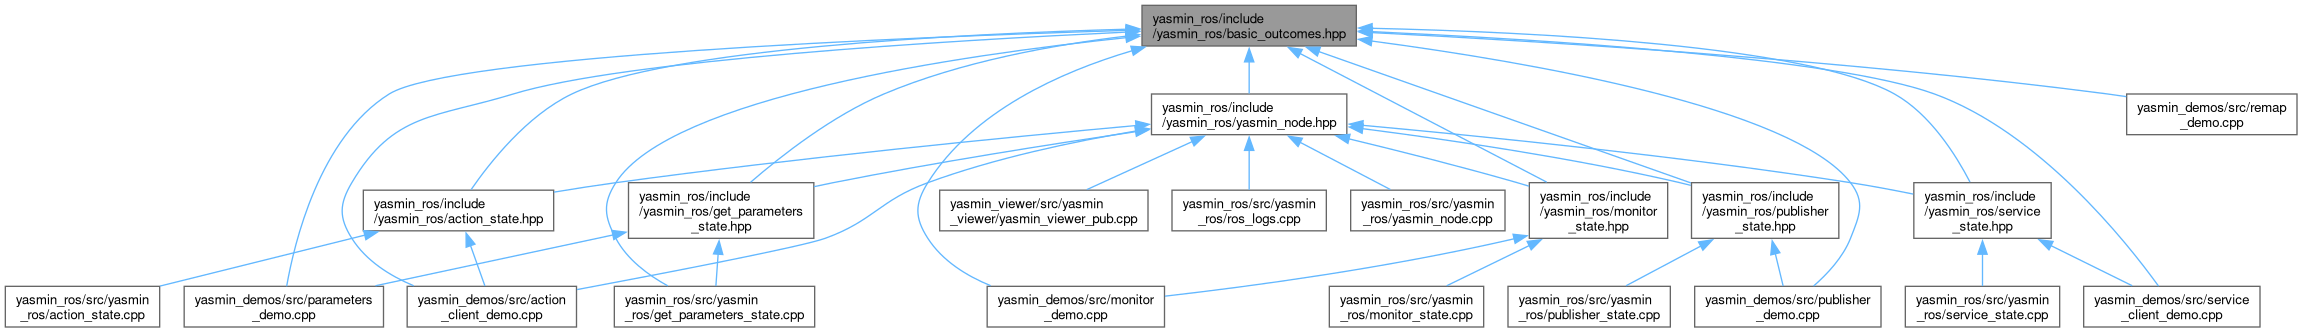 yasmin_ros/include
/yasmin_ros/basic_outcomes.hpp
yasmin_ros/include
/yasmin_ros/yasmin_node.hpp
yasmin_demos/src/remap
_demo.cpp
yasmin_ros/include
/yasmin_ros/action_state.hpp
yasmin_ros/include
/yasmin_ros/get_parameters
_state.hpp
yasmin_viewer/src/yasmin
_viewer/yasmin_viewer_pub.cpp
yasmin_ros/src/yasmin
_ros/ros_logs.cpp
yasmin_ros/src/yasmin
_ros/yasmin_node.cpp
yasmin_ros/include
/yasmin_ros/monitor
_state.hpp
yasmin_ros/include
/yasmin_ros/publisher
_state.hpp
yasmin_ros/include
/yasmin_ros/service
_state.hpp
yasmin_ros/src/yasmin
_ros/action_state.cpp
yasmin_demos/src/parameters
_demo.cpp
yasmin_demos/src/action
_client_demo.cpp
yasmin_ros/src/yasmin
_ros/get_parameters_state.cpp
yasmin_demos/src/monitor
_demo.cpp
yasmin_ros/src/yasmin
_ros/monitor_state.cpp
yasmin_ros/src/yasmin
_ros/publisher_state.cpp
yasmin_demos/src/publisher
_demo.cpp
yasmin_ros/src/yasmin
_ros/service_state.cpp
yasmin_demos/src/service
_client_demo.cpp